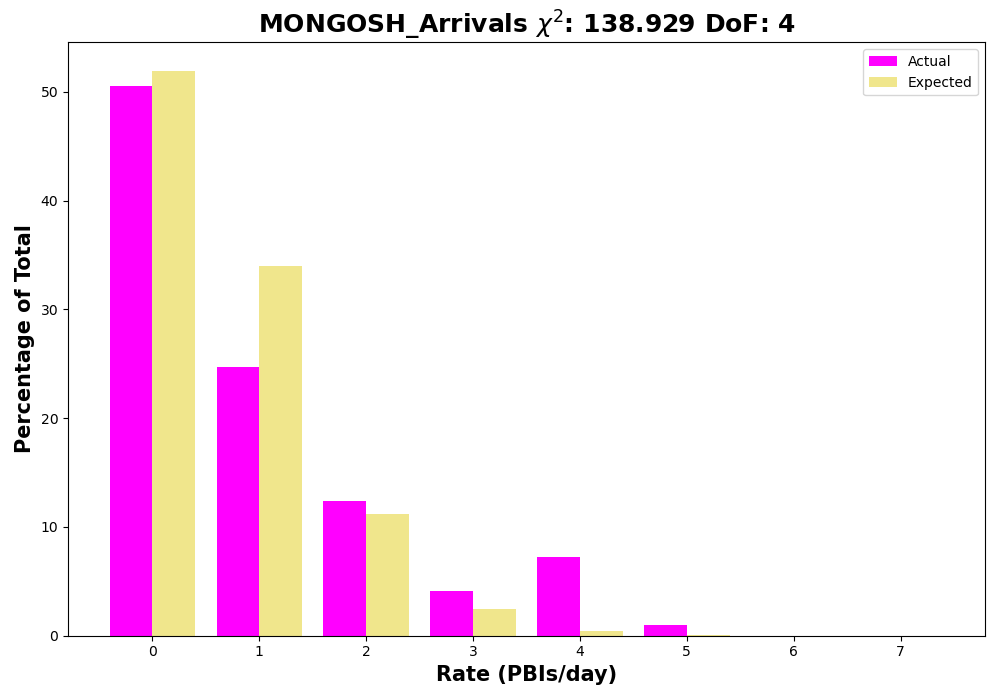 MONGOSH_Arrivals χ²: 138.929 DoF: 4
Actual
Expected
Percentage of Total
50
40
30
20
10
0
0 1 2 3 4 5 6 7
Rate (PBIs/day)